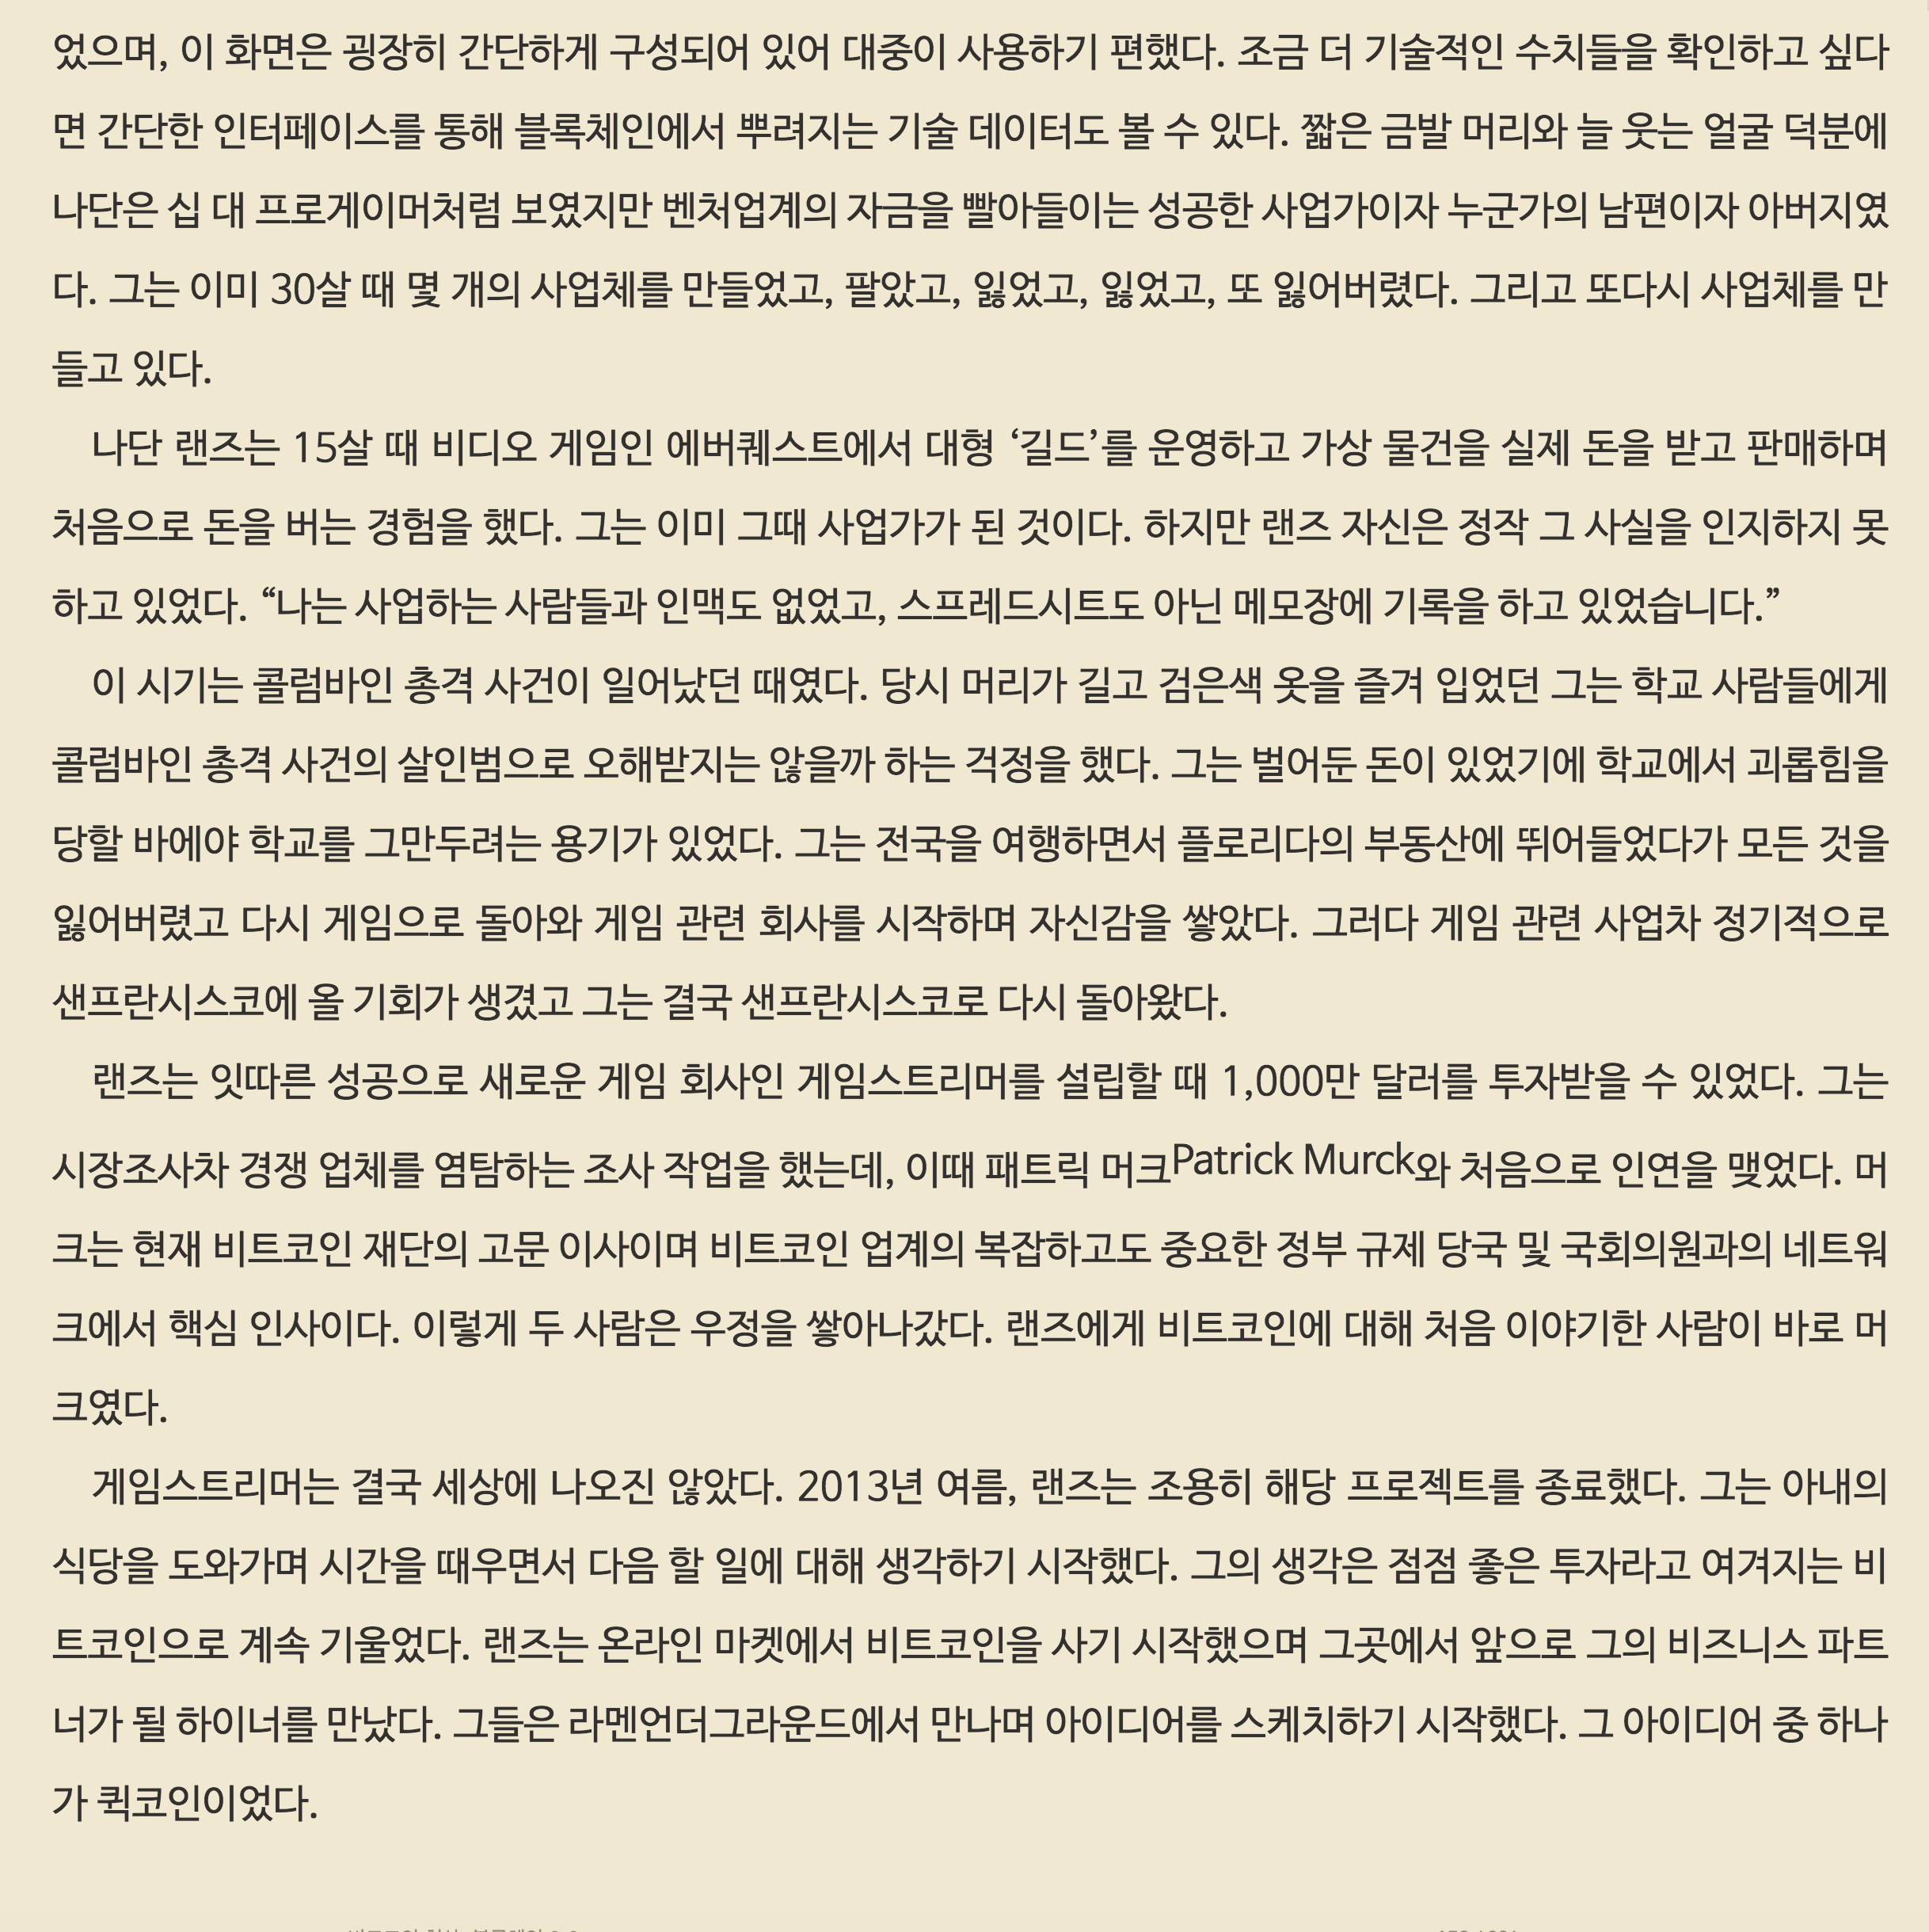 었으며, 이 화면은 굉장히 간단하게 구성되어 있어 대중이 사용하기 편했다. 조금 더 기술적인 수치들을 확인하고 싶다
면 간단한 인터페이스를 통해 블록체인에서 뿌려지는 기술 데이터도 볼 수 있다. 짧은 금발 머리와 늘 웃는 얼굴 덕분에
나단은 십 대 프로게이머처럼 보였지만 벤처업계의 자금을 빨아들이는 성공한 사업가이자 누군가의 남편이자 아버지였
다. 그는 이미 30살 때 몇 개의 사업체를 만들었고, 팔았고, 잃었고, 잃었고, 또 잃어버렸다. 그리고 또다시 사업체를 만
들고 있다.
나단 랜즈는 15살 때 비디오 게임인 에버퀘스트에서 대형 ‘길드’를 운영하고 가상 물건을 실제 돈을 받고 판매하며
처음으로 돈을 버는 경험을 했다. 그는 이미 그때 사업가가 된 것이다. 하지만 랜즈 자신은 정작 그 사실을 인지하지 못
하고 있었다. “나는 사업하는 사람들과 인맥도 없었고, 스프레드시트도 아닌 메모장에 기록을 하고 있었습니다.”
이 시기는 콜럼바인 총격 사건이 일어났던 때였다. 당시 머리가 길고 검은색 옷을 즐겨 입었던 그는 학교 사람들에게
콜럼바인 총격 사건의 살인범으로 오해받지는 않을까 하는 걱정을 했다. 그는 벌어둔 돈이 있었기에 학교에서 괴롭힘을
당할 바에야 학교를 그만두려는 용기가 있었다. 그는 전국을 여행하면서 플로리다의 부동산에 뛰어들었다가 모든 것을
잃어버렸고 다시 게임으로 돌아와 게임 관련 회사를 시작하며 자신감을 쌓았다. 그러다 게임 관련 사업차 정기적으로
샌프란시스코에 올 기회가 생겼고 그는 결국 샌프란시스코로 다시 돌아왔다.
랜즈는 잇따른 성공으로 새로운 게임 회사인 게임스트리머를 설립할 때 1,000만 달러를 투자받을 수 있었다. 그는
시장조사차 경쟁 업체를 염탐하는 조사 작업을 했는데, 이때 패트릭 머크Patrick Murck와 처음으로 인연을 맺었다. 머
크는 현재 비트코인 재단의 고문 이사이며 비트코인 업계의 복잡하고도 중요한 정부 규제 당국 및 국회의원과의 네트워
크에서 핵심 인사이다. 이렇게 두 사람은 우정을 쌓아나갔다. 랜즈에게 비트코인에 대해 처음 이야기한 사람이 바로 머
크였다.
게임스트리머는 결국 세상에 나오진 않았다. 2013년 여름, 랜즈는 조용히 해당 프로젝트를 종료했다. 그는 아내의
식당을 도와가며 시간을 때우면서 다음 할 일에 대해 생각하기 시작했다. 그의 생각은 점점 좋은 투자라고 여겨지는 비
트코인으로 계속 기울었다. 랜즈는 온라인 마켓에서 비트코인을 사기 시작했으며 그곳에서 앞으로 그의 비즈니스 파트
너가 될 하이너를 만났다. 그들은 라멘언더그라운드에서 만나며 아이디어를 스케치하기 시작했다. 그 아이디어 중 하나
가 퀵코인이었다.